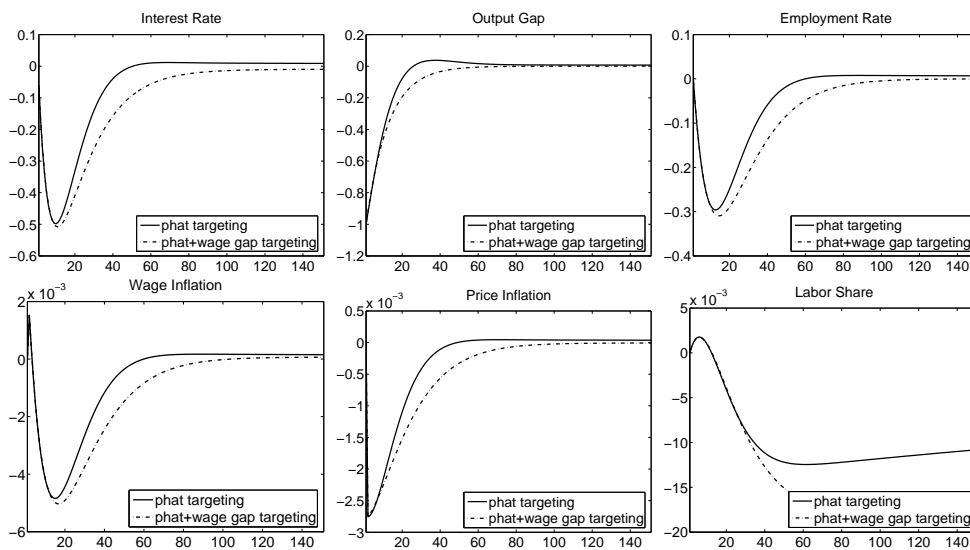 Interest Rate
0.1
0
−0.1
−0.2
−0.3
−0.4
−0.5
−0.6
20 40 60 80 100 120 140
phat targeting
phat+wage gap targeting
Output Gap
0.2
0
−0.2
−0.4
−0.6
−0.8
−1
−1.2
20 40 60 80 100 120 140
phat targeting
phat+wage gap targeting
Employment Rate
0.1
0
−0.1
−0.2
−0.3
−0.4
20 40 60 80 100 120 140
phat targeting
phat+wage gap targeting
Wage Inflation
x 10⁻³
2
0
−2
−4
−6
20 40 60 80 100 120 140
phat targeting
phat+wage gap targeting
Price Inflation
x 10⁻³
0.5
0
−0.5
−1
−1.5
−2
−2.5
−3
20 40 60 80 100 120 140
phat targeting
phat+wage gap targeting
Labor Share
x 10⁻³
5
0
−5
−10
−15
−20
20 40 60 80 100 120 140
phat targeting
phat+wage gap targeting